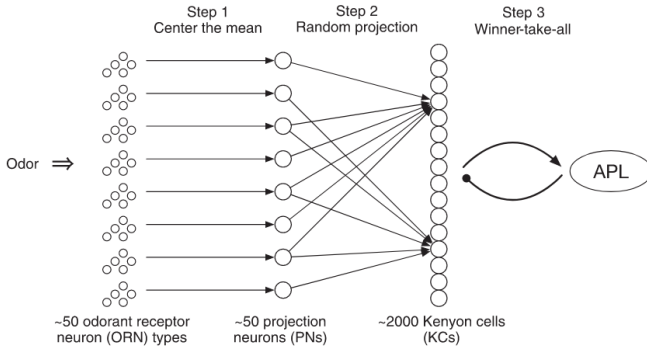 Step 1
Center the mean
Step 2
Random projection
Step 3
Winner-take-all
Odor ⇒
APL
~50 odorant receptor
neuron (ORN) types
~50 projection
neurons (PNs)
~2000 Kenyon cells
(KCs)